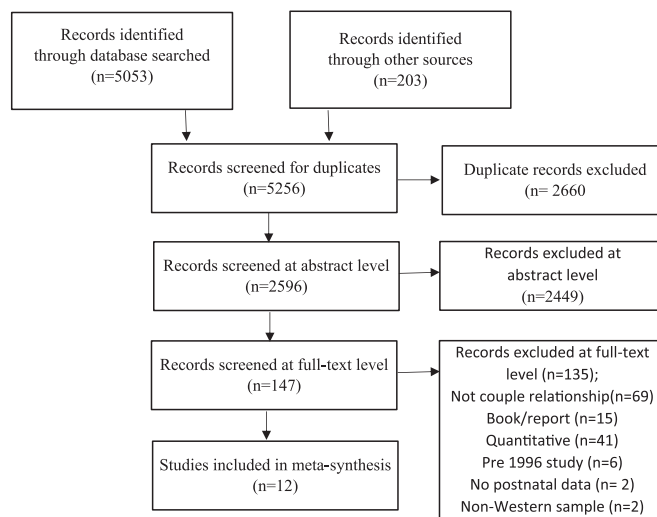 Records identified
through database searched
(n=5053)
Records identified
through other sources
(n=203)
Records screened for duplicates
(n=5256)
Duplicate records excluded
(n= 2660
Records screened at abstract level
(n=2596)
Records excluded at
abstract level
(n=2449)
Records screened at full-text level
(n=147)
Records excluded at full-text
level (n=135);
Not couple relationship(n=69)
Book/report (n=15)
Quantitative (n=41)
Pre 1996 study (n=6)
No postnatal data (n= 2)
Non-Western sample (n=2)
Studies included in meta-synthesis
(n=12)